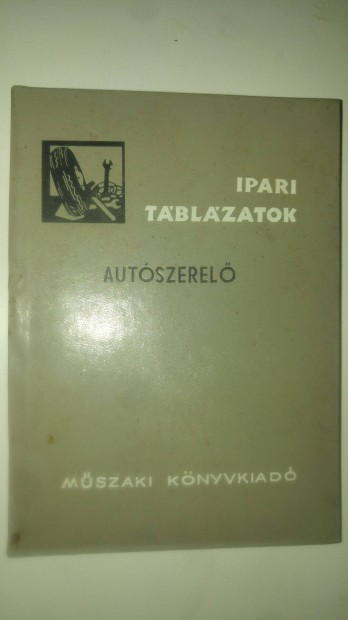 IPARI
TÁBLÁZATOK
AUTÓSZERELŐ
MŰSZAKI KÖNYVKIADÓ